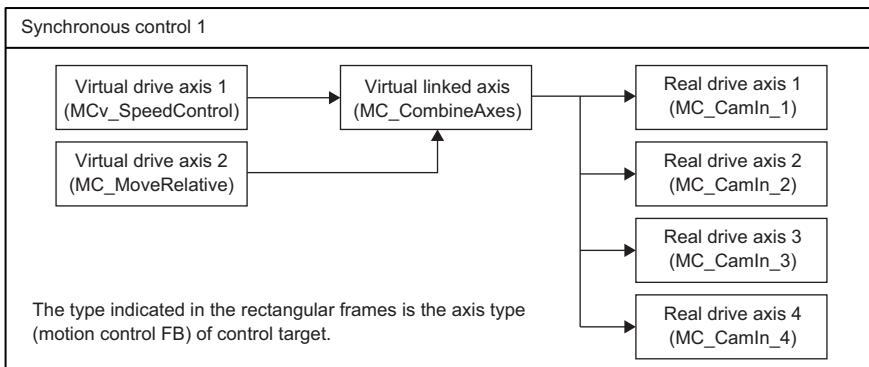 Synchronous control 1
Virtual drive axis 1
(MCv_SpeedControl)
Virtual linked axis
(MC_CombineAxes)
Real drive axis 1
(MC_CamIn_1)
Virtual drive axis 2
(MC_MoveRelative)
Real drive axis 2
(MC_CamIn_2)
Real drive axis 3
(MC_CamIn_3)
Real drive axis 4
(MC_CamIn_4)
The type indicated in the rectangular frames is the axis type
(motion control FB) of control target.